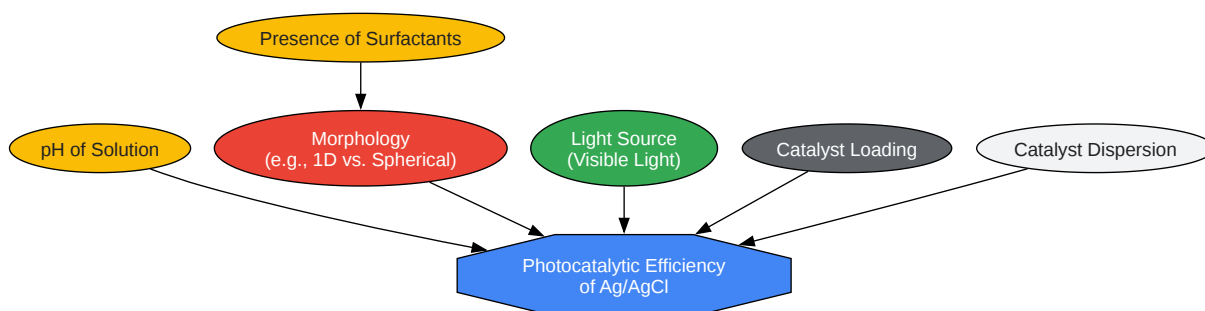 Presence of Surfactants
pH of Solution
Morphology
(e.g., 1D vs. Spherical)
Light Source
(Visible Light)
Catalyst Loading
Catalyst Dispersion
Photocatalytic Efficiency
of Ag/AgCl